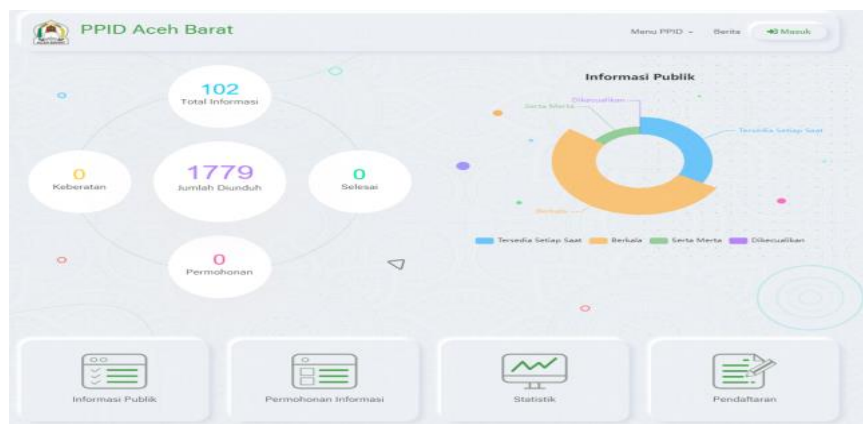 PPID Aceh Barat
Menu PPID
Berita
Masuk
102
Total Informasi
0
Keberatan
1779
Jumlah Diunduh
0
Selesai
0
Permohonan
Informasi Publik
Dikecualikan
Serta Merta
Tersedia Setiap Saat
Berkala
Tersedia Setiap Saat Berkala Serta Merta Dikecualikan
Informasi Publik
Permohonan Informasi
Statistik
Pendaftaran